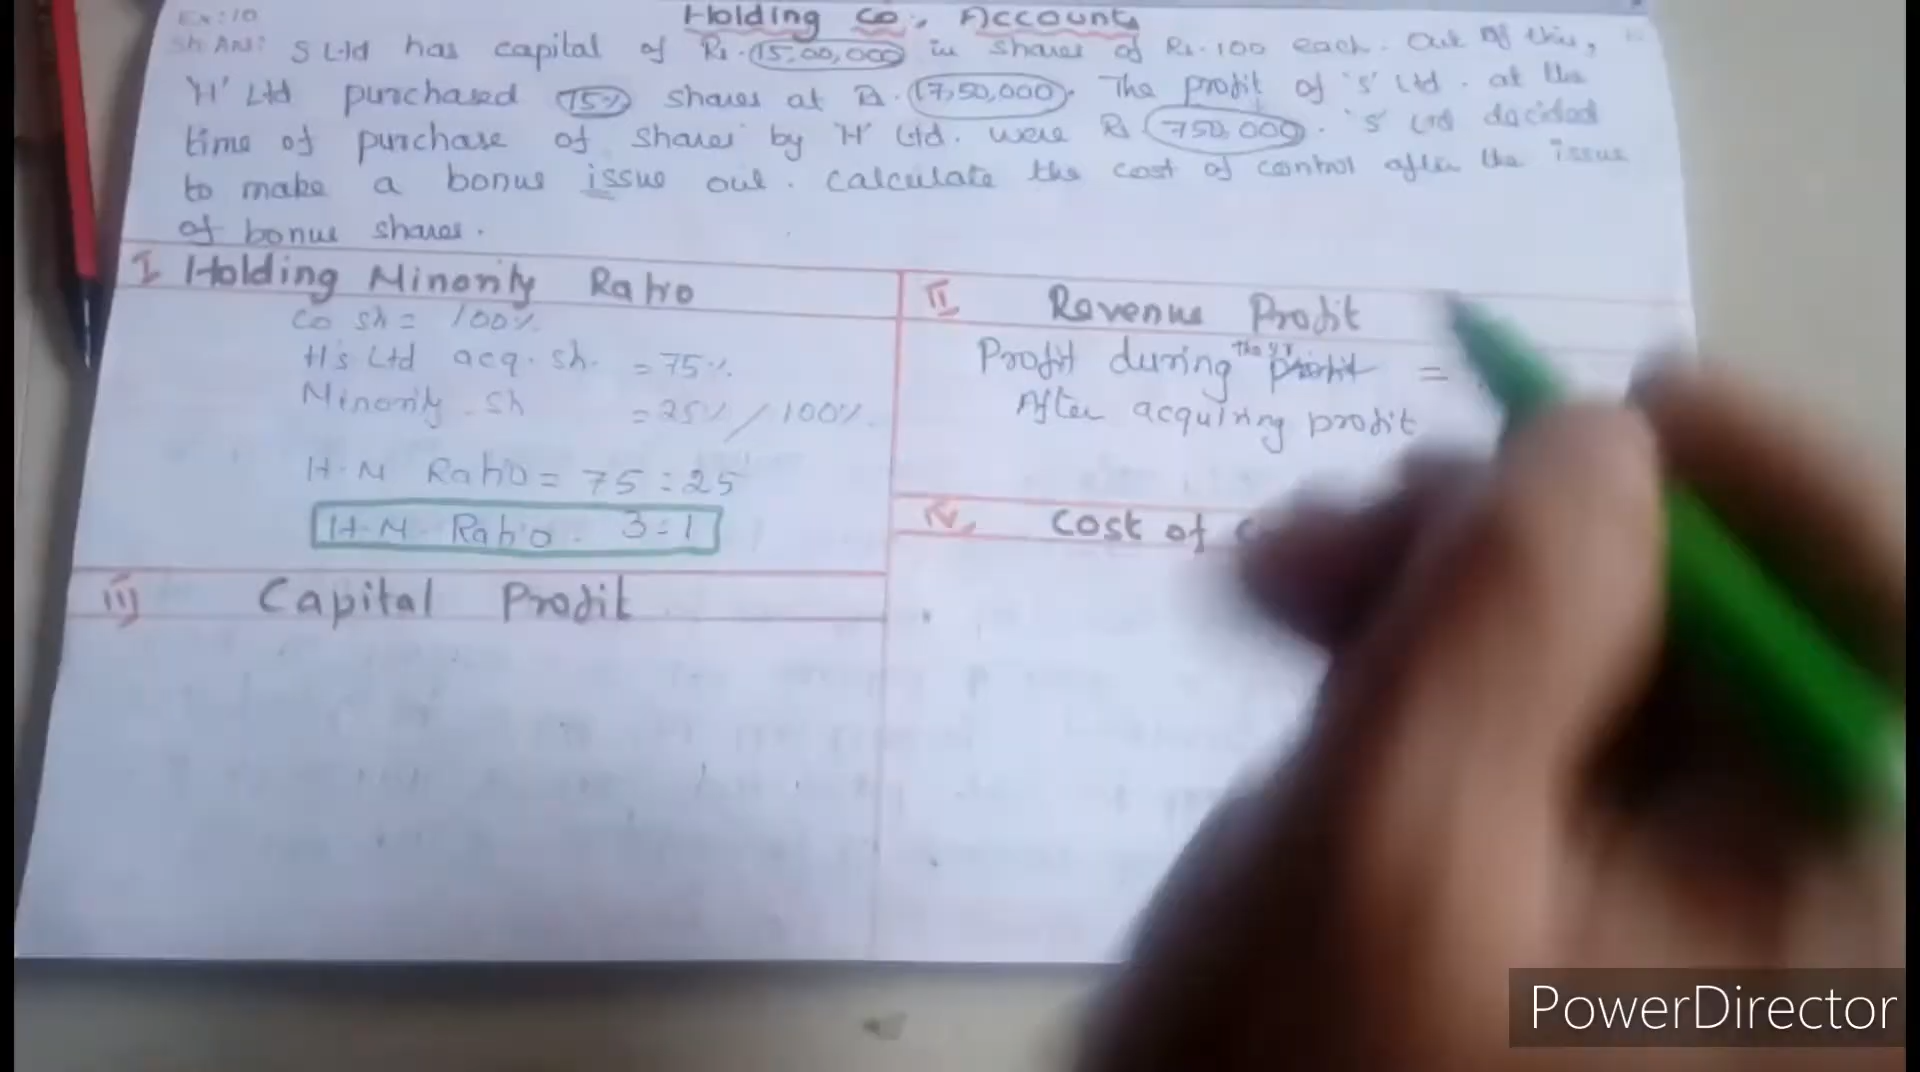 Ex:10
Holding co., Accounts
Sh Ans: S Ltd has capital of Rs. 15,00,000 in shares of Rs. 100 each. Out of this,
'H' Ltd purchased 75% shares at Rs. 17,50,000. The profit of 's' Ltd. at the
time of purchase of shares by 'H' Ltd. were Rs 750,000. 's' Ltd decided
to make a bonus issue out. calculate the cost of control after the issue
of bonus shares.
I Holding Minority Ratio
Co sh = 100%
H's Ltd acq. sh. = 75%
Minority sh = 25% / 100%
H-M Ratio = 75:25
H-M. Ratio. 3:1
II Revenue Profit
Profit during the yr profit =
After acquiring profit
iii) Capital Profit
IV. Cost of
PowerDirector